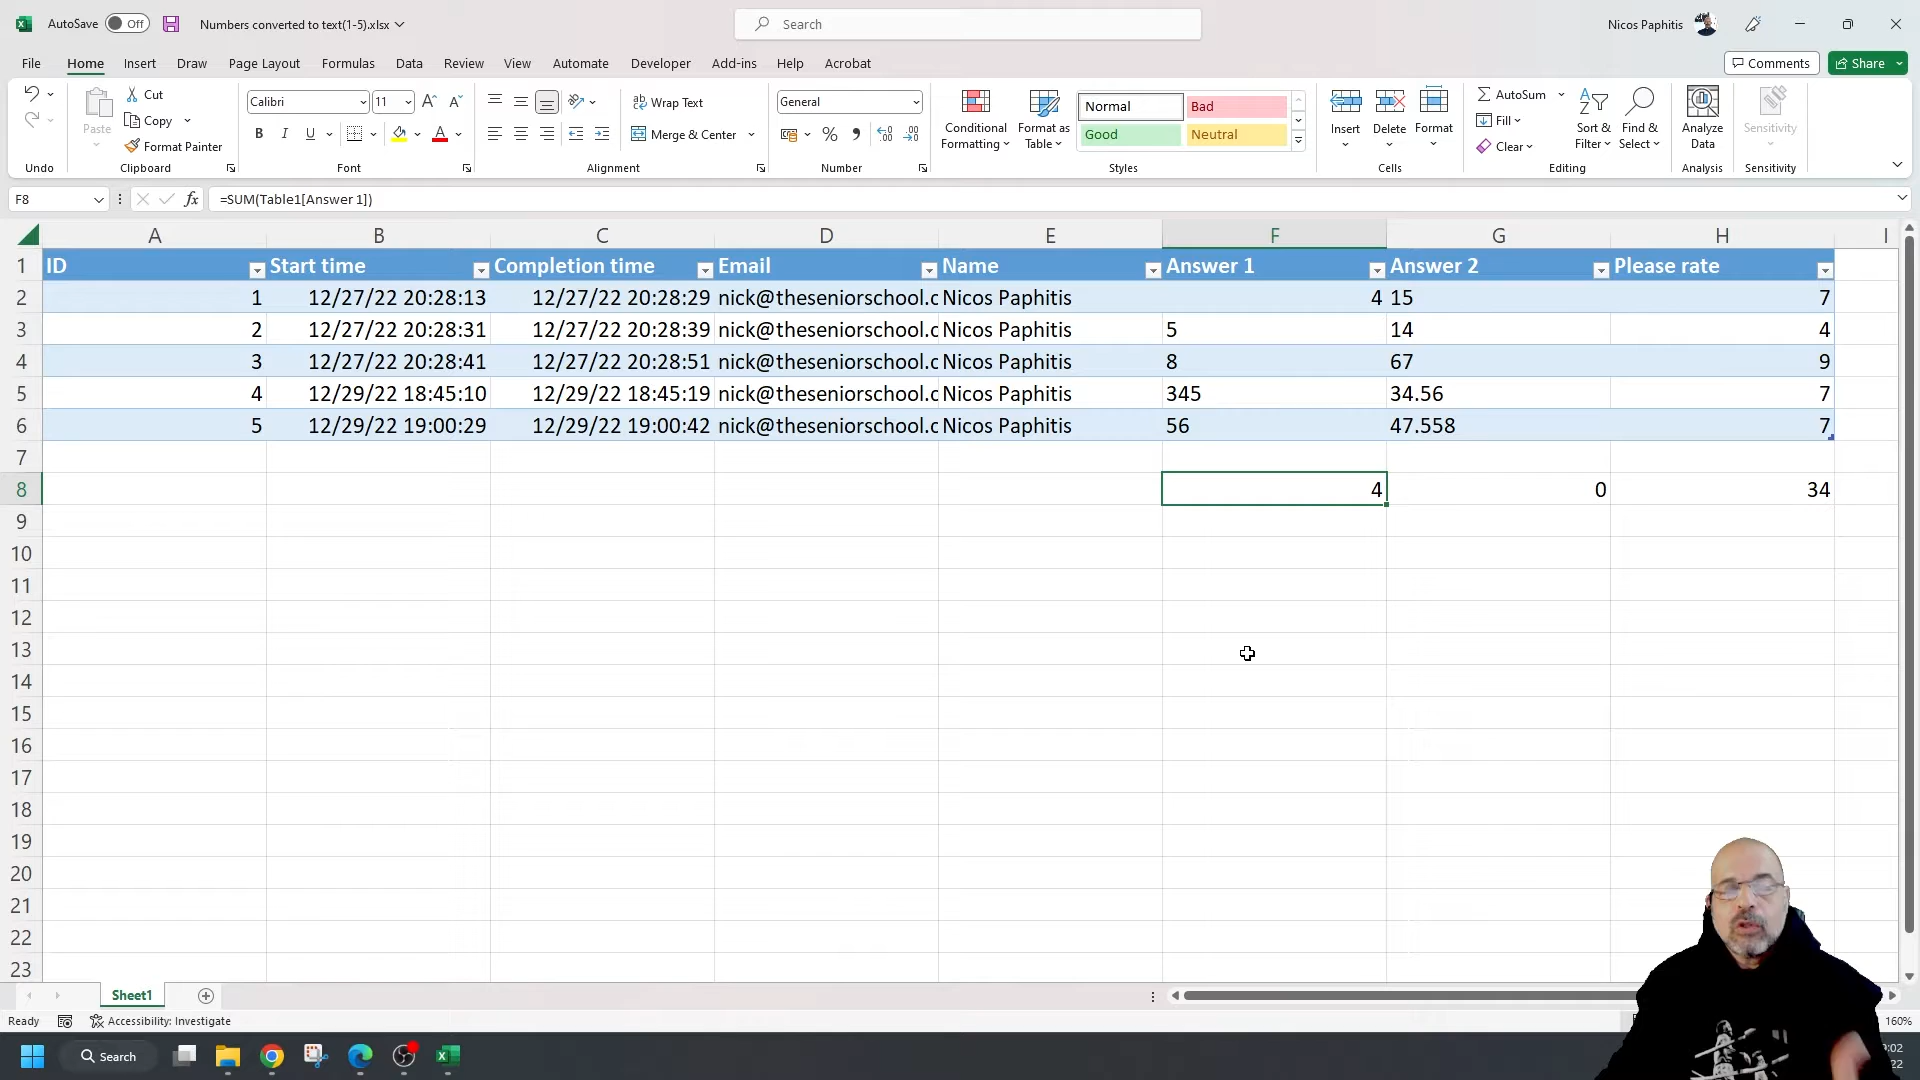 AutoSave Off Numbers converted to text(1-5).xlsx Search Nicos Paphitis
File Home Insert Draw Page Layout Formulas Data Review View Automate Developer Add-ins Help Acrobat Comments Share
Cut Calibri 11 Wrap Text General Normal Bad AutoSum
Paste Copy Format Painter Merge & Center Conditional Formatting Format as Table Good Neutral Insert Delete Format Fill Clear Sort & Filter Find & Select Analyze Data Sensitivity
Undo Clipboard Font Alignment Number Styles Cells Editing Analysis Sensitivity
F8 fx =SUM(Table1[Answer 1])
A B C D E F G H I
1 ID Start time Completion time Email Name Answer 1 Answer 2 Please rate
2 1 12/27/22 20:28:13 12/27/22 20:28:29 nick@theseniorschool.c Nicos Paphitis 4 15 7
3 2 12/27/22 20:28:31 12/27/22 20:28:39 nick@theseniorschool.c Nicos Paphitis 5 14 4
4 3 12/27/22 20:28:41 12/27/22 20:28:51 nick@theseniorschool.c Nicos Paphitis 8 67 9
5 4 12/29/22 18:45:10 12/29/22 18:45:19 nick@theseniorschool.c Nicos Paphitis 345 34.56 7
6 5 12/29/22 19:00:29 12/29/22 19:00:42 nick@theseniorschool.c Nicos Paphitis 56 47.558 7
7
8 4 0 34
9
10
11
12
13
14
15
16
17
18
19
20
21
22
23
Sheet1
Ready Accessibility: Investigate 160%
Search